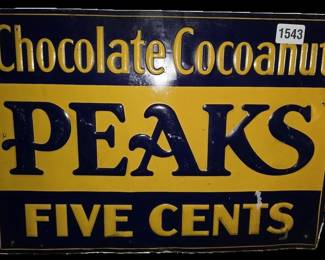 1543
Chocolate Cocoanut
PEAKS
FIVE CENTS